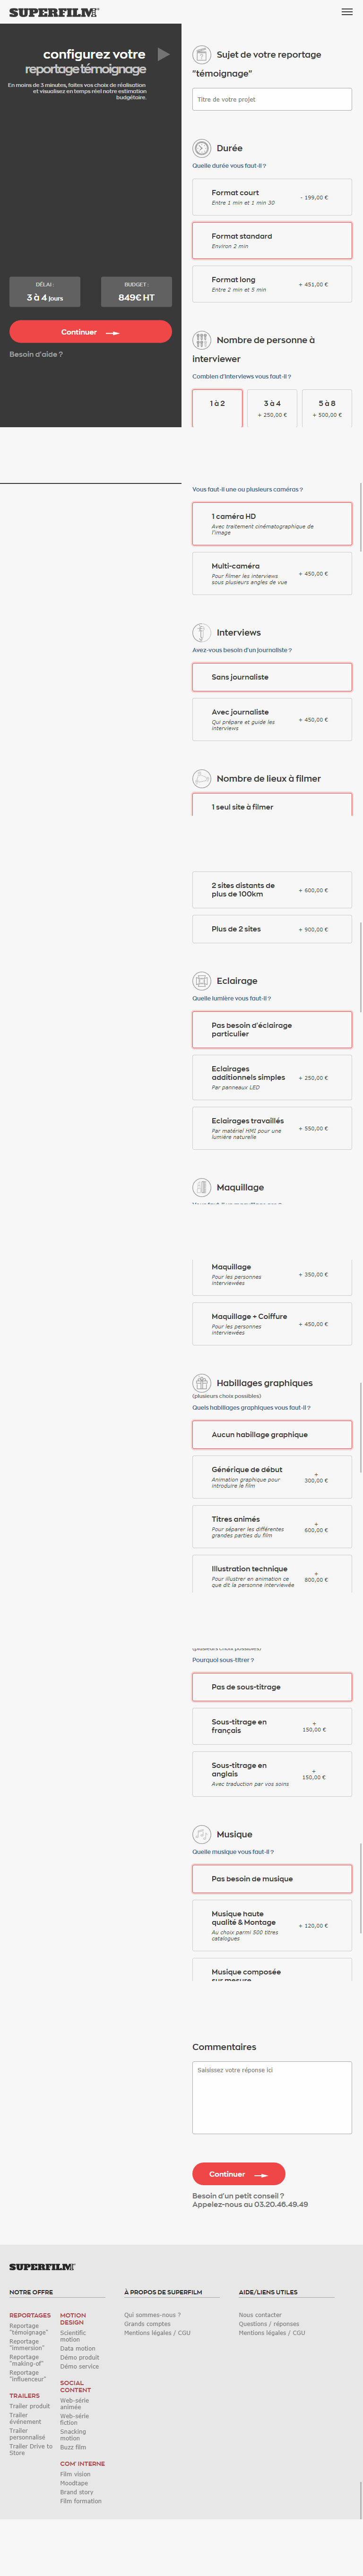 SUPERFILM
configurez votre
reportage témoignage
En moins de 3 minutes, faites vos choix de réalisation
et visualisez en temps réel notre estimation
budgétaire.
DÉLAI :
3 à 4 jours
BUDGET :
849€ HT
Continuer
Besoin d'aide ?
Sujet de votre reportage
"témoignage"
Titre de votre projet
Durée
Quelle durée vous faut-il ?
Format court
Entre 1 min et 1 min 30
- 199,00 €
Format standard
Environ 2 min
Format long
Entre 2 min et 5 min
+ 451,00 €
Nombre de personne à
interviewer
Combien d'interviews vous faut-il ?
1 à 2
3 à 4
+ 250,00 €
5 à 8
+ 500,00 €
Vous faut-il une ou plusieurs caméras ?
1 caméra HD
Avec traitement cinématographique de
l'image
Multi-caméra
Pour filmer les interviews
sous plusieurs angles de vue
+ 450,00 €
Interviews
Avez-vous besoin d'un journaliste ?
Sans journaliste
Avec journaliste
Qui prépare et guide les
interviews
+ 450,00 €
Nombre de lieux à filmer
1 seul site à filmer
2 sites distants de
plus de 100km
+ 600,00 €
Plus de 2 sites
+ 900,00 €
Eclairage
Quelle lumière vous faut-il ?
Pas besoin d'éclairage
particulier
Eclairages
additionnels simples
Par panneaux LED
+ 250,00 €
Eclairages travaillés
Par matériel HMI pour une
lumière naturelle
+ 550,00 €
Maquillage
Maquillage
Pour les personnes
interviewées
+ 350,00 €
Maquillage + Coiffure
Pour les personnes
interviewées
+ 450,00 €
Habillages graphiques
(plusieurs choix possibles)
Quels habillages graphiques vous faut-il ?
Aucun habillage graphique
Générique de début
Animation graphique pour
introduire le film
+
300,00 €
Titres animés
Pour séparer les différentes
grandes parties du film
+
600,00 €
Illustration technique
Pour illustrer en animation ce
que dit la personne interviewée
+
800,00 €
(plusieurs choix possibles)
Pourquoi sous-titrer ?
Pas de sous-titrage
Sous-titrage en
français
+
150,00 €
Sous-titrage en
anglais
Avec traduction par vos soins
+
150,00 €
Musique
Quelle musique vous faut-il ?
Pas besoin de musique
Musique haute
qualité & Montage
Au choix parmi 500 titres
catalogues
+ 120,00 €
Musique composée
sur mesure
Commentaires
Saisissez votre réponse ici
Continuer
Besoin d'un petit conseil ?
Appelez-nous au 03.20.46.49.49
SUPERFILM
NOTRE OFFRE
REPORTAGES
Reportage
"témoignage"
Reportage
"immersion"
Reportage
"making-of"
Reportage
"influenceur"
TRAILERS
Trailer produit
Trailer
événement
Trailer
personnalisé
Trailer Drive to
Store
MOTION
DESIGN
Scientific
motion
Data motion
Démo produit
Démo service
SOCIAL
CONTENT
Web-série
animée
Web-série
fiction
Snacking
motion
Buzz film
COM' INTERNE
Film vision
Moodtape
Brand story
Film formation
À PROPOS DE SUPERFILM
Qui sommes-nous ?
Grands comptes
Mentions légales / CGU
AIDE/LIENS UTILES
Nous contacter
Questions / réponses
Mentions légales / CGU